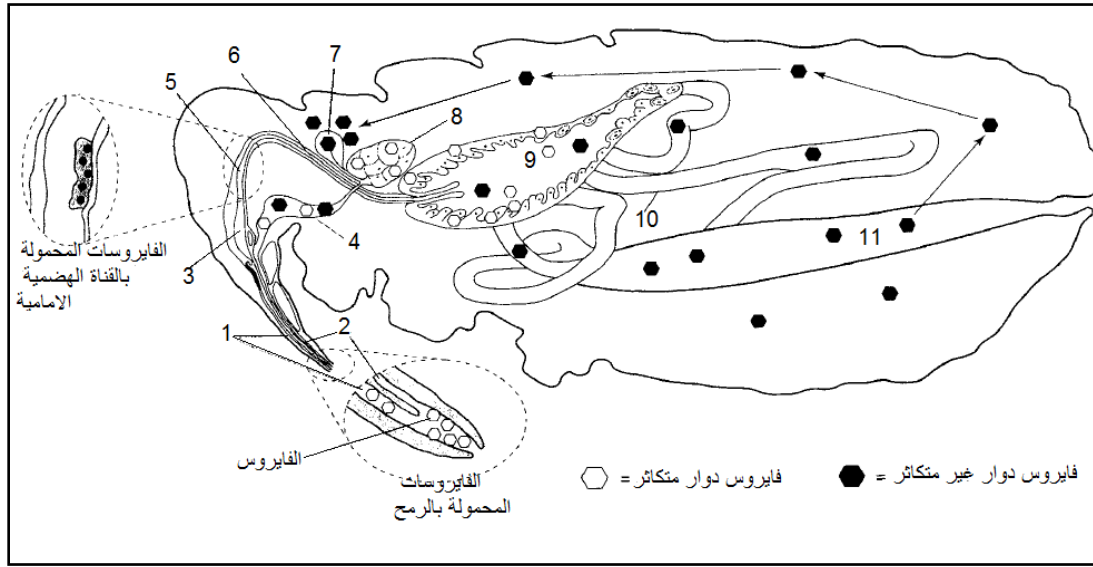 7
6
5
8
9
10
4
11
الفايروسات المحمولة
بالقناة الهضمية
الامامية
3
1
2
الفايروس
الفايروسات
المحمولة بالرمح
فايروس دوار متكاثر =
فايروس دوار غير متكاثر =